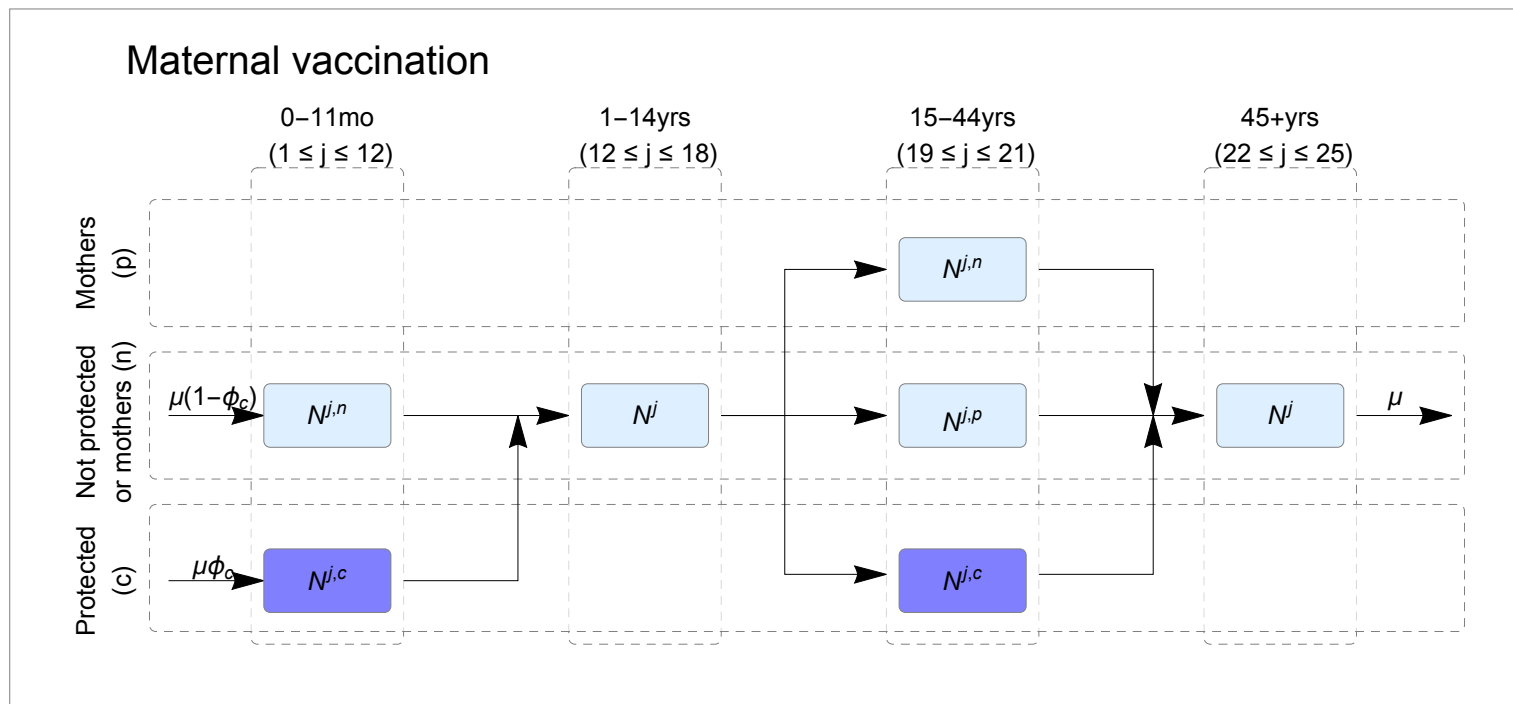 Maternal vaccination
0−11mo
(1 ≤ j ≤ 12)
1−14yrs
(12 ≤ j ≤ 18)
15−44yrs
(19 ≤ j ≤ 21)
45+yrs
(22 ≤ j ≤ 25)
Mothers
(p)
N^{j,n}
Not protected
or mothers (n)
μ(1−ϕ_c)
N^{j,n}
N^j
N^{j,p}
N^j
μ
Protected
(c)
μϕ_c
N^{j,c}
N^{j,c}